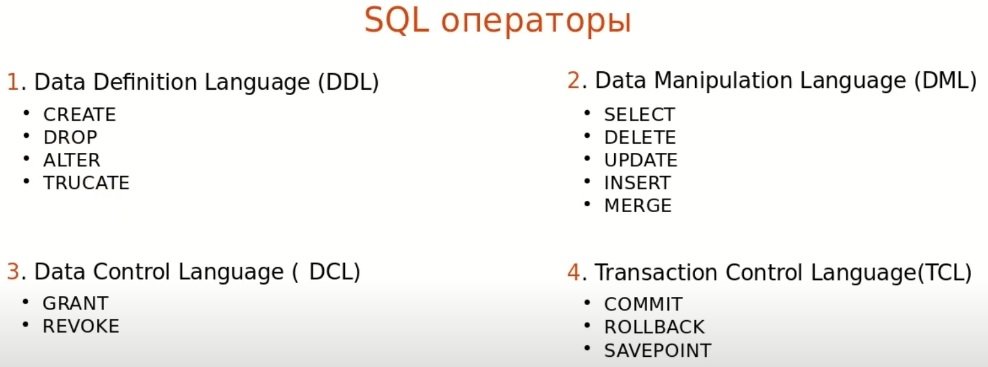 SQL операторы
1. Data Definition Language (DDL)
• CREATE
• DROP
• ALTER
• TRUCATE
2. Data Manipulation Language (DML)
• SELECT
• DELETE
• UPDATE
• INSERT
• MERGE
3. Data Control Language ( DCL)
• GRANT
• REVOKE
4. Transaction Control Language(TCL)
• COMMIT
• ROLLBACK
• SAVEPOINT